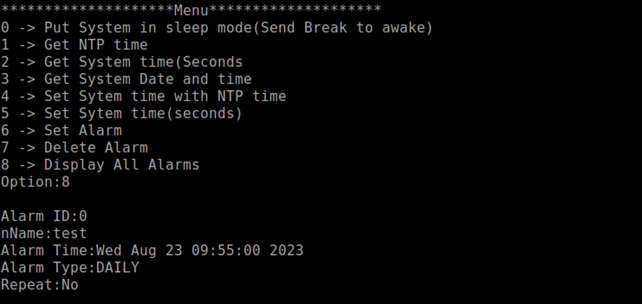 ********************Menu********************
0 -> Put System in sleep mode(Send Break to awake)
1 -> Get NTP time
2 -> Get System time(Seconds
3 -> Get System Date and time
4 -> Set Sytem time with NTP time
5 -> Set Sytem time(seconds)
6 -> Set Alarm
7 -> Delete Alarm
8 -> Display All Alarms
Option:8
Alarm ID:0
nName:test
Alarm Time:Wed Aug 23 09:55:00 2023
Alarm Type:DAILY
Repeat:No